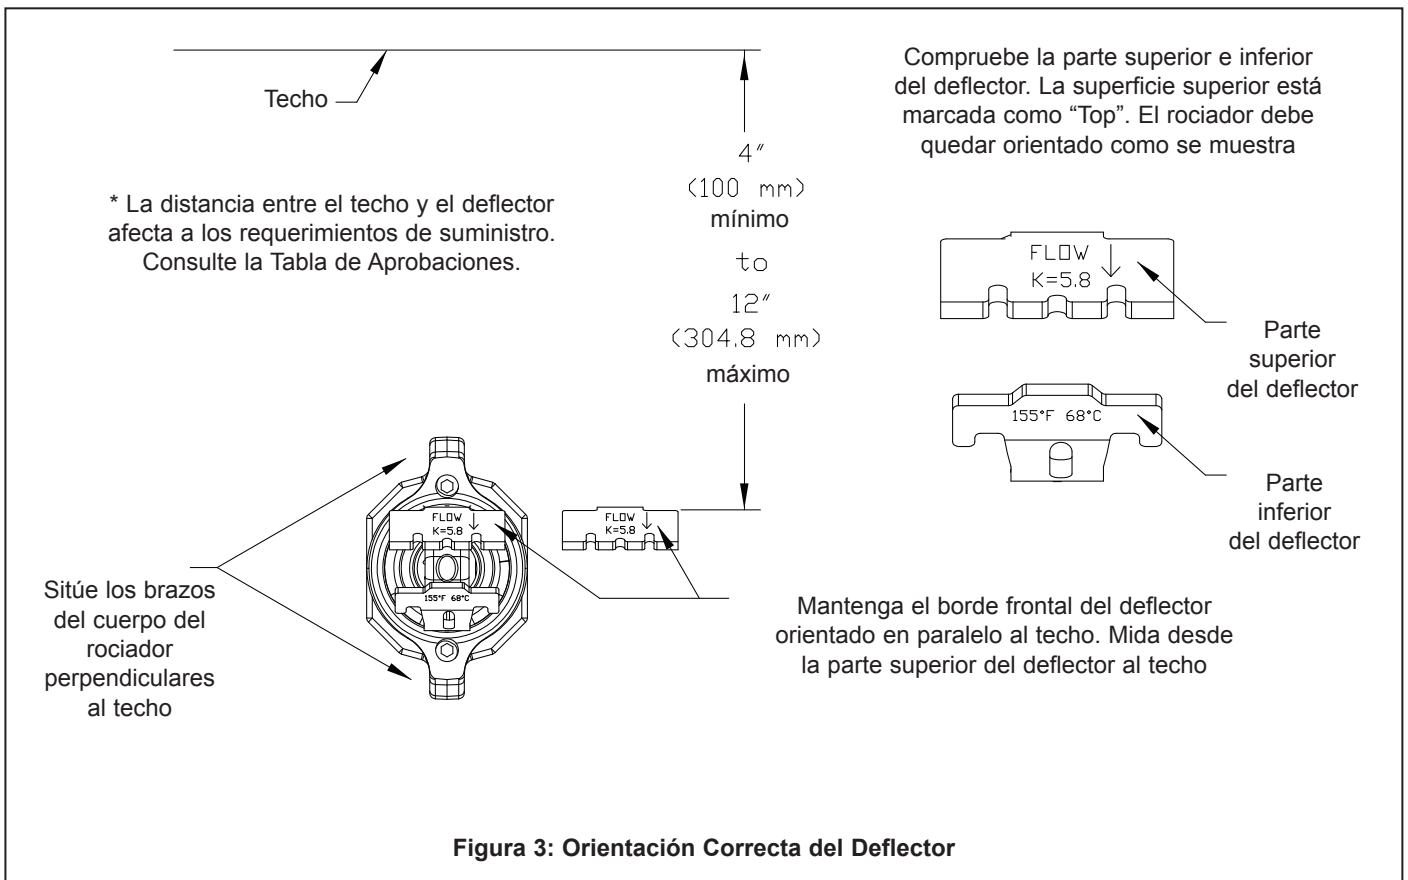 Techo
* La distancia entre el techo y el deflector
afecta a los requerimientos de suministro.
Consulte la Tabla de Aprobaciones.
4″
(100 mm)
mínimo
to
12″
(304.8 mm)
máximo
Compruebe la parte superior e inferior
del deflector. La superficie superior está
marcada como “Top”. El rociador debe
quedar orientado como se muestra
FLOW
K=5.8
Parte
superior
del deflector
155°F 68°C
Parte
inferior
del deflector
FLOW
K=5.8
155°F 68°C
FLOW
K=5.8
Sitúe los brazos
del cuerpo del
rociador
perpendiculares
al techo
Mantenga el borde frontal del deflector
orientado en paralelo al techo. Mida desde
la parte superior del deflector al techo
Figura 3: Orientación Correcta del Deflector